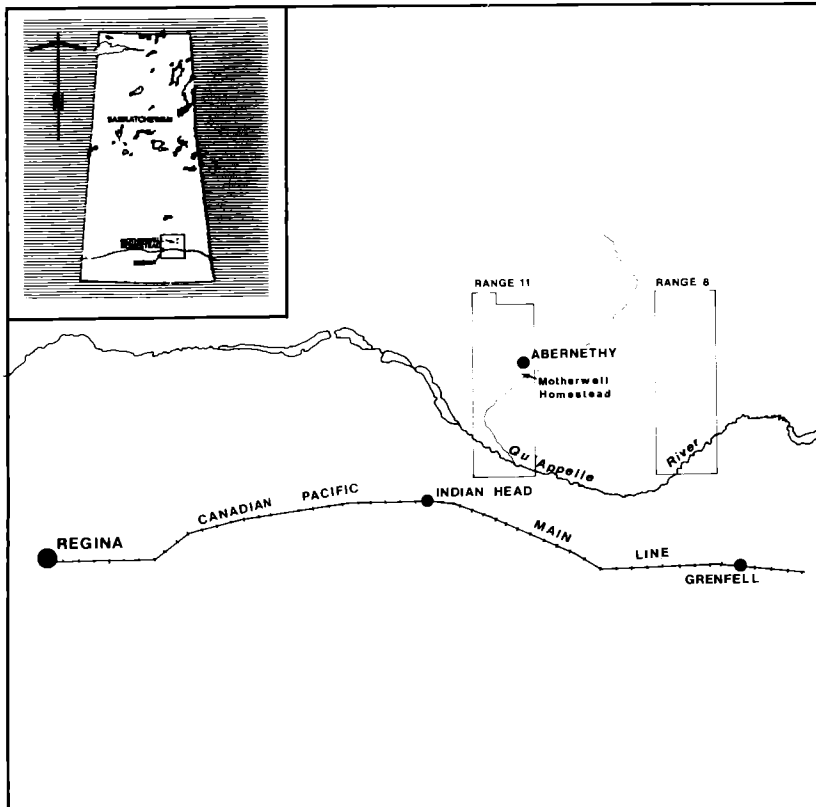 SASKATCHEWAN
RANGE 11
RANGE 8
ABERNETHY
Motherwell
Homestead
Qu'Appelle
River
CANADIAN PACIFIC
INDIAN HEAD
MAIN
LINE
REGINA
GRENFELL